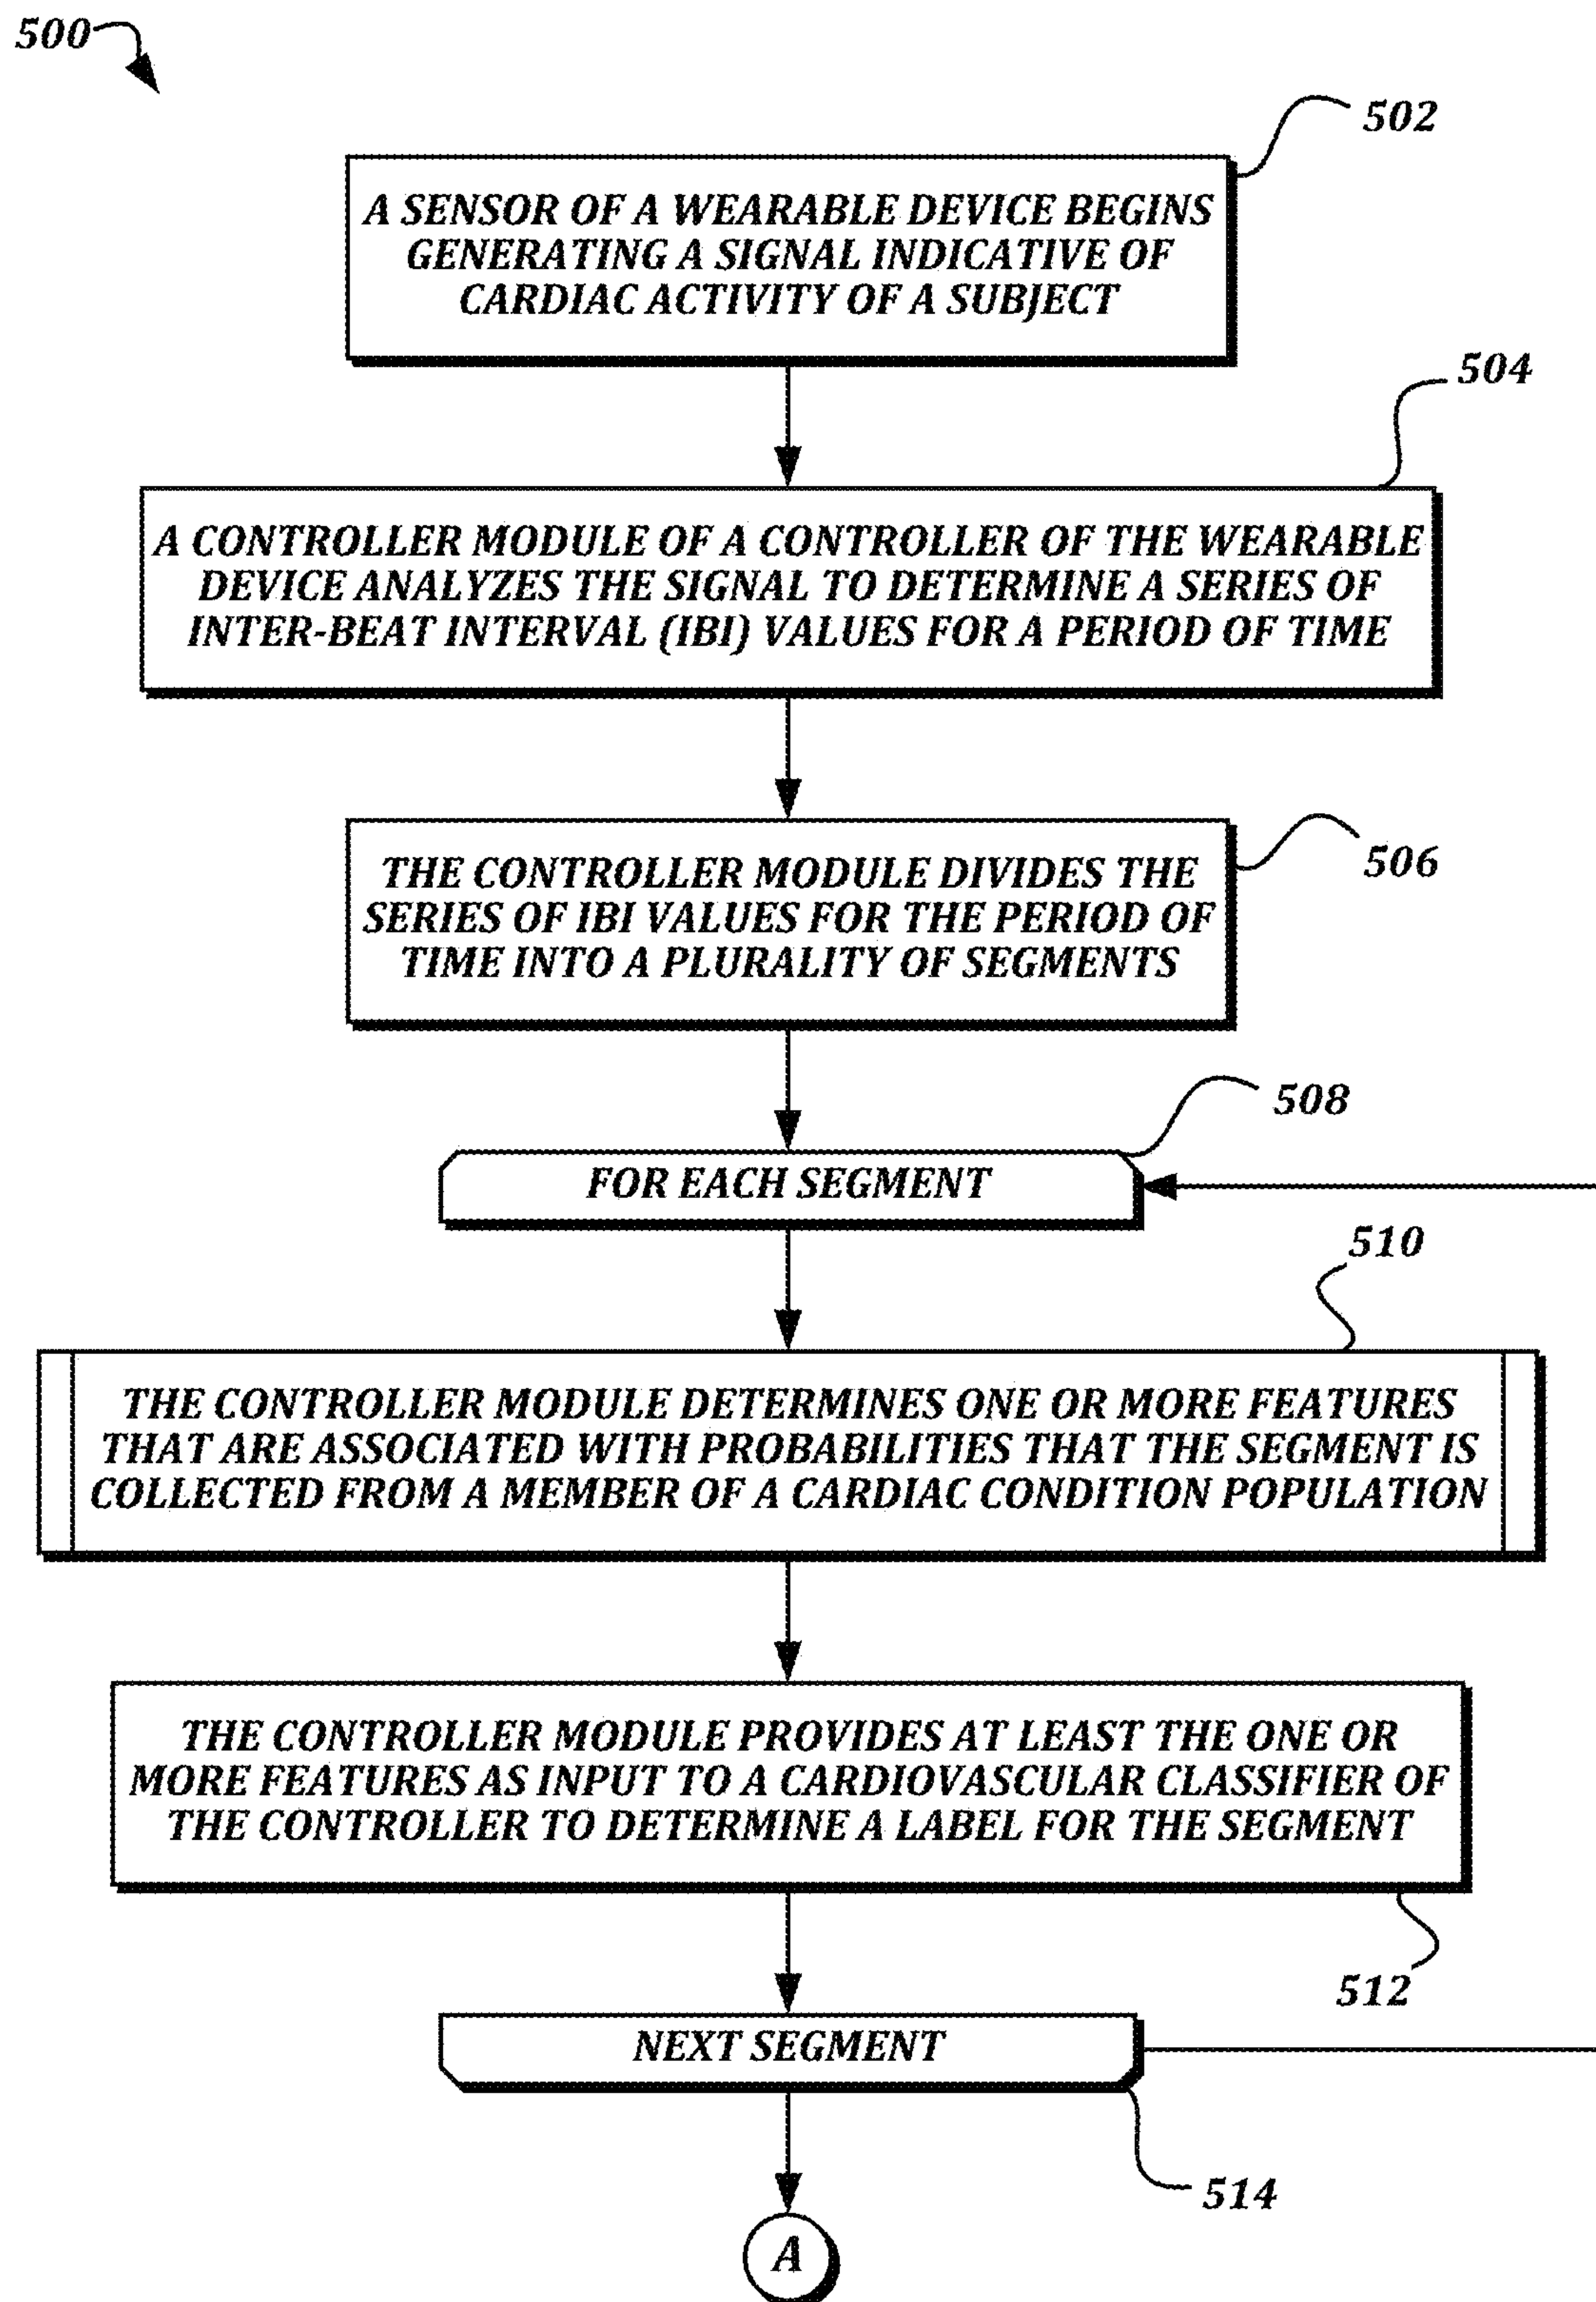 500
502
A SENSOR OF A WEARABLE DEVICE BEGINS
GENERATING A SIGNAL INDICATIVE OF
CARDIAC ACTIVITY OF A SUBJECT
504
A CONTROLLER MODULE OF A CONTROLLER OF THE WEARABLE
DEVICE ANALYZES THE SIGNAL TO DETERMINE A SERIES OF
INTER-BEAT INTERVAL (IBI) VALUES FOR A PERIOD OF TIME
506
THE CONTROLLER MODULE DIVIDES THE
SERIES OF IBI VALUES FOR THE PERIOD OF
TIME INTO A PLURALITY OF SEGMENTS
508
FOR EACH SEGMENT
510
THE CONTROLLER MODULE DETERMINES ONE OR MORE FEATURES
THAT ARE ASSOCIATED WITH PROBABILITIES THAT THE SEGMENT IS
COLLECTED FROM A MEMBER OF A CARDIAC CONDITION POPULATION
THE CONTROLLER MODULE PROVIDES AT LEAST THE ONE OR
MORE FEATURES AS INPUT TO A CARDIOVASCULAR CLASSIFIER OF
THE CONTROLLER TO DETERMINE A LABEL FOR THE SEGMENT
512
NEXT SEGMENT
514
A